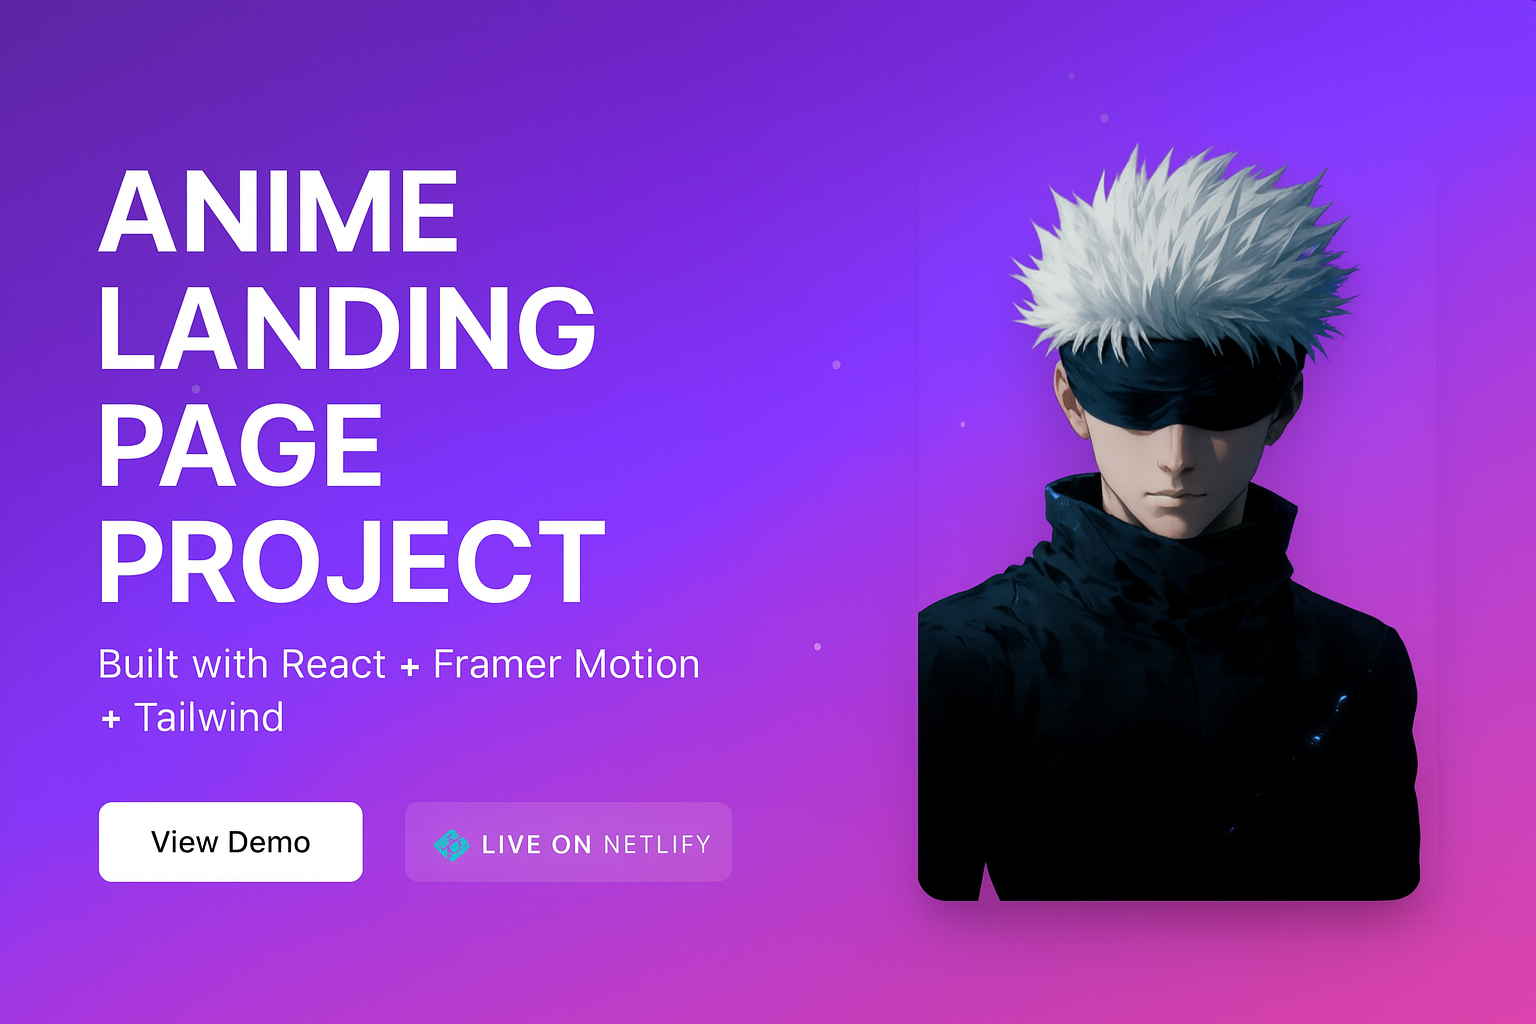 ANIME
LANDING
PAGE
PROJECT
Built with React + Framer Motion
+ Tailwind
View Demo
LIVE ON NETLIFY